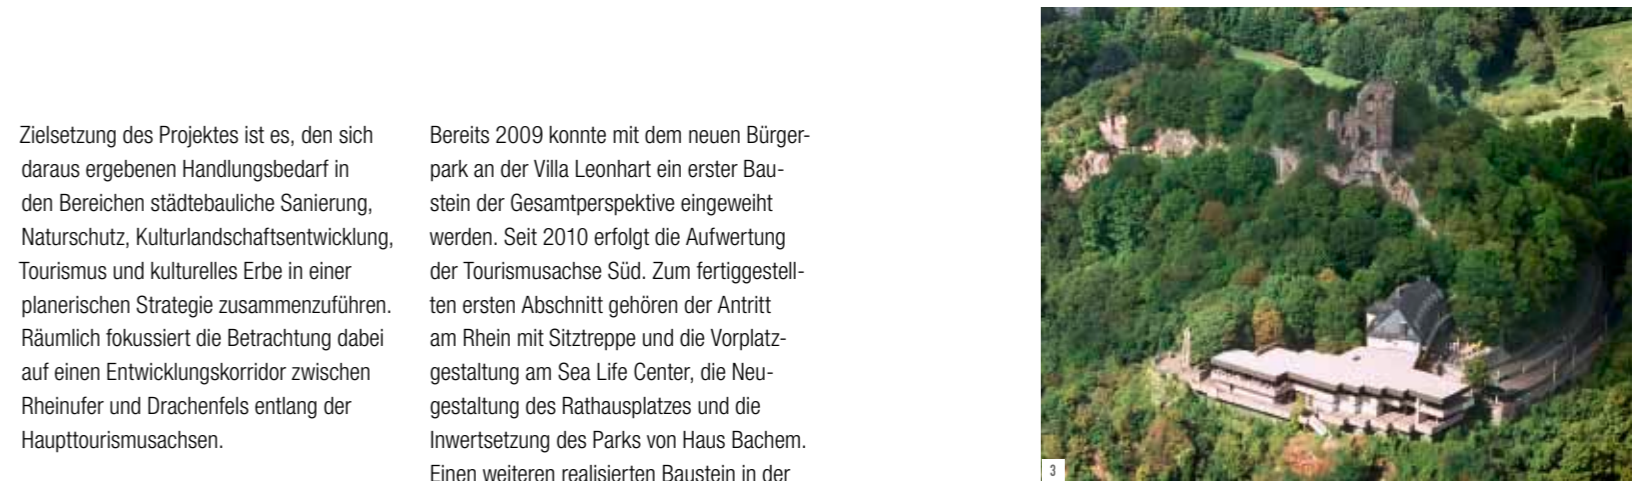 Zielsetzung des Projektes ist es, den sich
daraus ergebenen Handlungsbedarf in
den Bereichen städtebauliche Sanierung,
Naturschutz, Kulturlandschaftsentwicklung,
Tourismus und kulturelles Erbe in einer
planerischen Strategie zusammenzuführen.
Räumlich fokussiert die Betrachtung dabei
auf einen Entwicklungskorridor zwischen
Rheinufer und Drachenfels entlang der
Haupttourismusachsen.
Bereits 2009 konnte mit dem neuen Bürger-
park an der Villa Leonhart ein erster Bau-
stein der Gesamtperspektive eingeweiht
werden. Seit 2010 erfolgt die Aufwertung
der Tourismusachse Süd. Zum fertiggestell-
ten ersten Abschnitt gehören der Antritt
am Rhein mit Sitztreppe und die Vorplatz-
gestaltung am Sea Life Center, die Neu-
gestaltung des Rathausplatzes und die
Inwertsetzung des Parks von Haus Bachem.
Einen weiteren realisierten Baustein in der
3